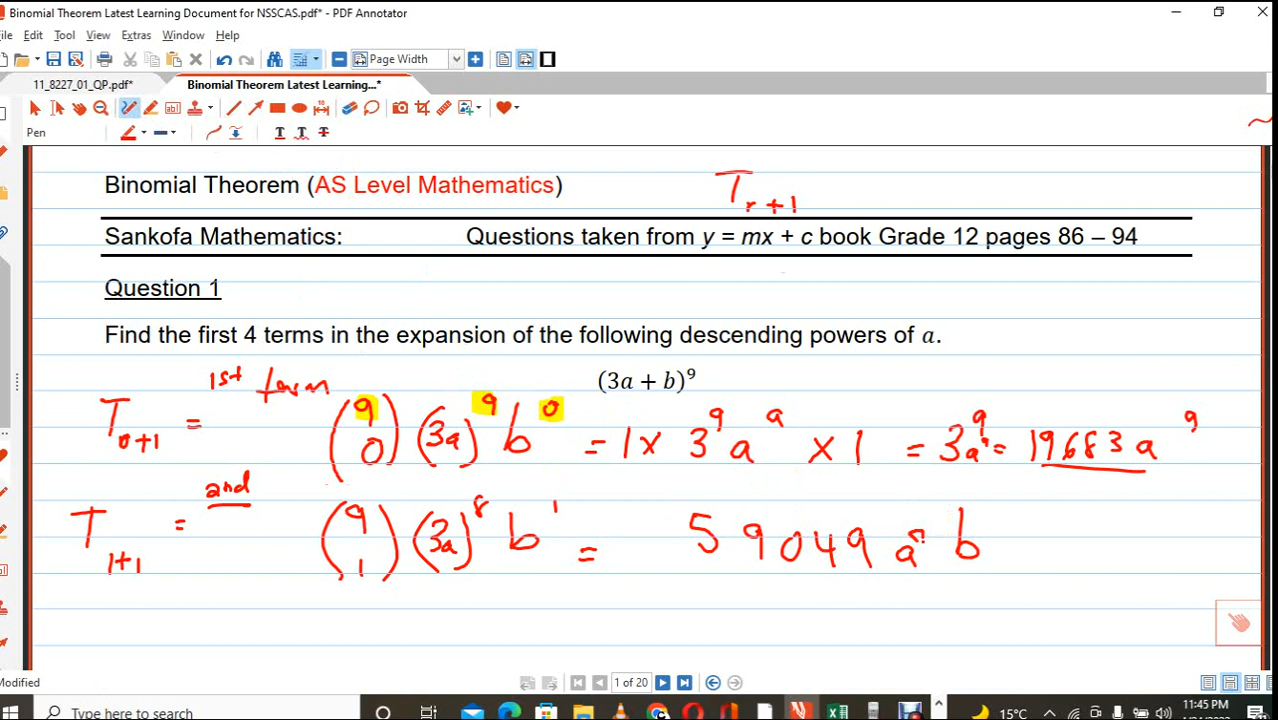 Binomial Theorem Latest Learning Document for NSSCAS.pdf* - PDF Annotator
File Edit Tool View Extras Window Help
Page Width
11_8227_01_QP.pdf* Binomial Theorem Latest Learning...*
Pen
Binomial Theorem (AS Level Mathematics)
T r+1
Sankofa Mathematics: Questions taken from y = mx + c book Grade 12 pages 86 – 94
Question 1
Find the first 4 terms in the expansion of the following descending powers of a.
(3a + b)⁹
1st term
T 0+1 = (9 0) (3a)⁹ b⁰ = 1 x 3⁹ a⁹ x 1 = 3⁹a⁹ = 19683 a⁹
2nd
T 1+1 = (9 1) (3a)⁸ b¹ = 59049 a⁸ b
Modified
1 of 20
Type here to search
15°C
11:45 PM